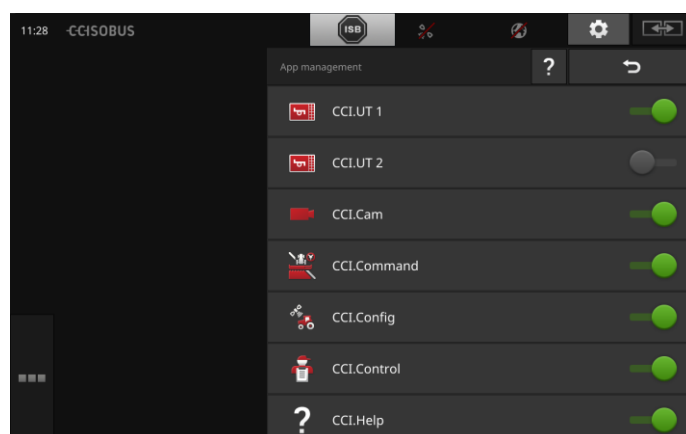 11:28 CCISOBUS ISB
App management ?
CCI.UT 1
CCI.UT 2
CCI.Cam
CCI.Command
CCI.Config
CCI.Control
? CCI.Help